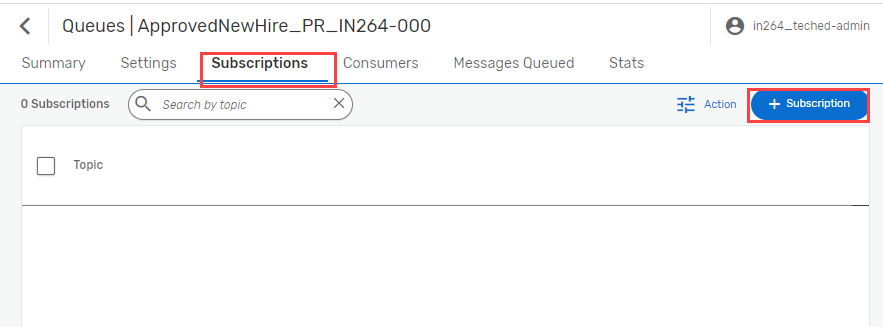 Queues | ApprovedNewHire_PR_IN264-000
in264_teched-admin
Summary Settings Subscriptions Consumers Messages Queued Stats
0 Subscriptions Search by topic Action + Subscription
Topic